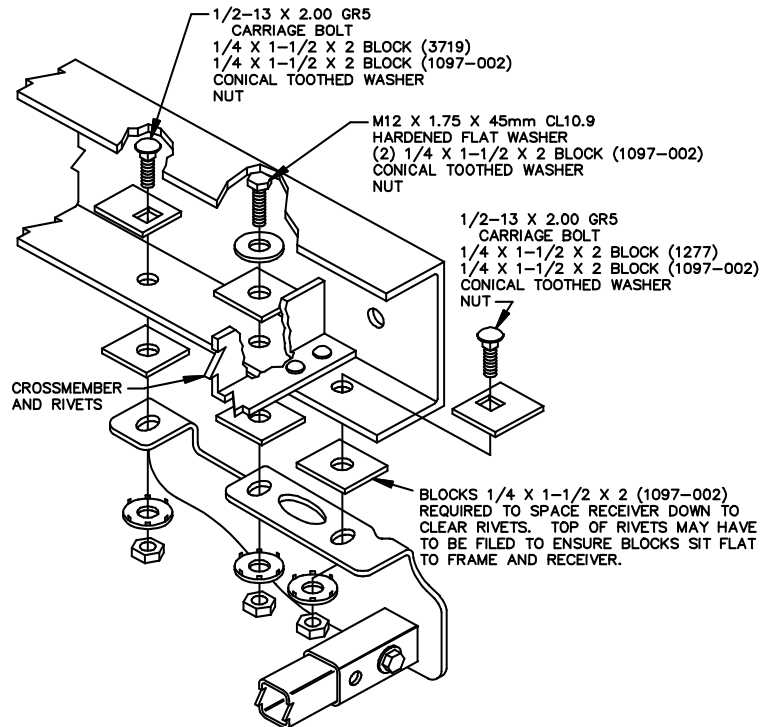 1/2-13 X 2.00 GR5
CARRIAGE BOLT
1/4 X 1-1/2 X 2 BLOCK (3719)
1/4 X 1-1/2 X 2 BLOCK (1097-002)
CONICAL TOOTHED WASHER
NUT
M12 X 1.75 X 45mm CL10.9
HARDENED FLAT WASHER
(2) 1/4 X 1-1/2 X 2 BLOCK (1097-002)
CONICAL TOOTHED WASHER
NUT
1/2-13 X 2.00 GR5
CARRIAGE BOLT
1/4 X 1-1/2 X 2 BLOCK (1277)
1/4 X 1-1/2 X 2 BLOCK (1097-002)
CONICAL TOOTHED WASHER
NUT
CROSSMEMBER
AND RIVETS
BLOCKS 1/4 X 1-1/2 X 2 (1097-002)
REQUIRED TO SPACE RECEIVER DOWN TO
CLEAR RIVETS. TOP OF RIVETS MAY HAVE
TO BE FILED TO ENSURE BLOCKS SIT FLAT
TO FRAME AND RECEIVER.